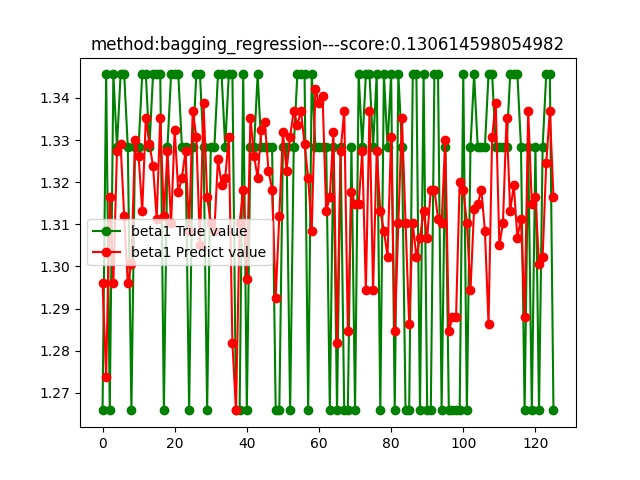 method:bagging_regression---score:0.130614598054982
1.34
1.33
1.32
1.31
1.30
1.29
1.28
1.27
beta1 True value
beta1 Predict value
0 20 40 60 80 100 120